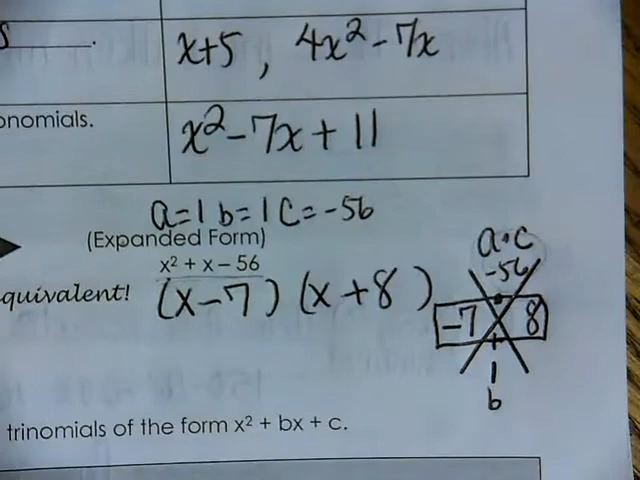 x+5, 4x²-7x
onomials.
x²-7x+11
a=1 b=1 c=-56
(Expanded Form)
x² + x – 56
quivalent!
(x-7)(x+8)
a·c
-56
-7 8
+
1
b
trinomials of the form x² + bx + c.